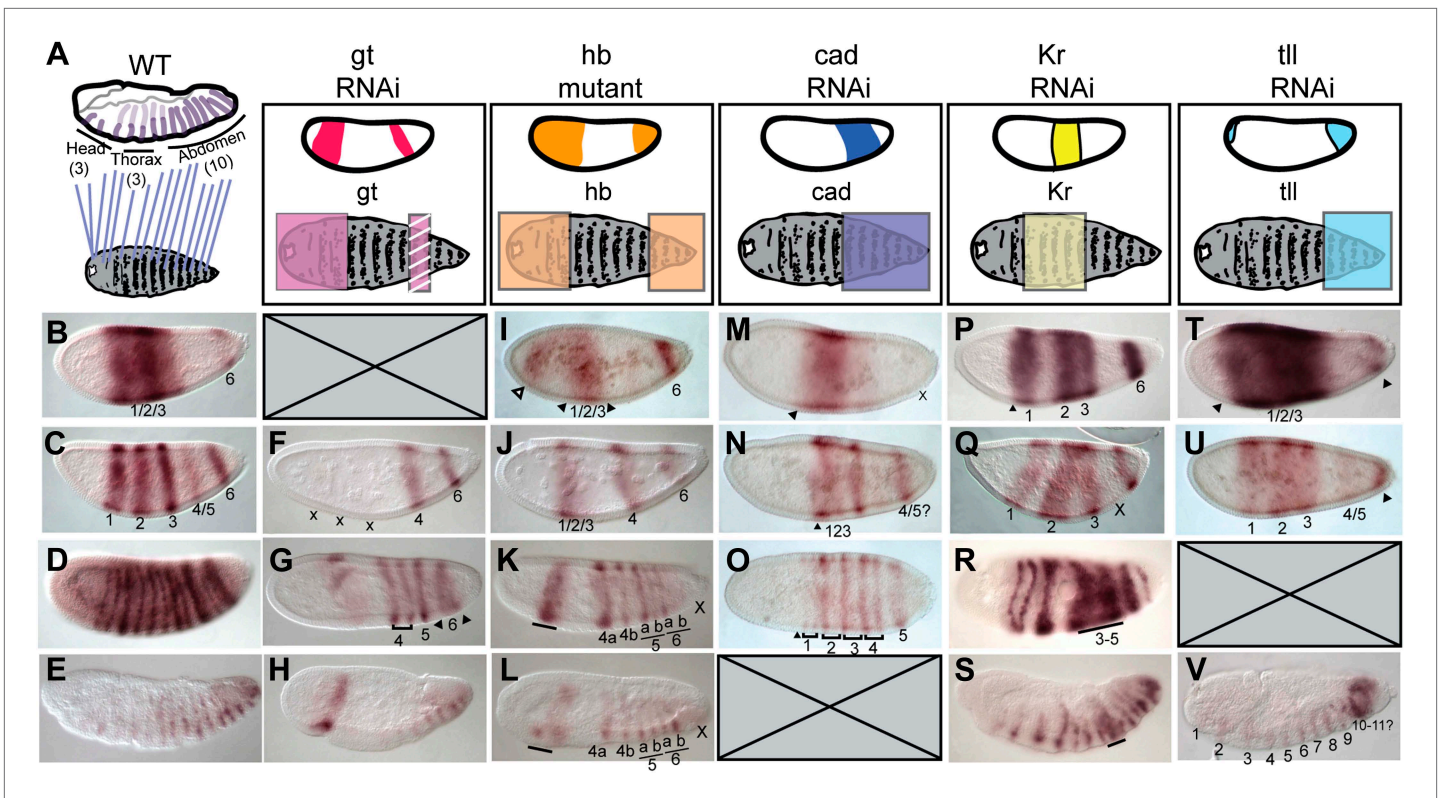 A
WT
Head
(3)
Thorax
(3)
Abdomen
(10)
gt
RNAi
gt
hb
mutant
hb
cad
RNAi
cad
Kr
RNAi
Kr
tll
RNAi
tll
B
1/2/3
6
I
1/2/3
6
M
x
P
1 2 3 6
T
1/2/3
C
1 2 3 4/5 6
F
x x x 4 6
J
1/2/3 4 6
N
123 4/5?
Q
1 2 3 X
U
1 2 3 4/5
D
G
4 5 6
K
4a 4b a b a b X
5 6
O
1 2 3 4 5
R
3-5
E
H
L
4a 4b a b a b X
5 6
S
V
1 2 3 4 5 6 7 8 9 10-11?